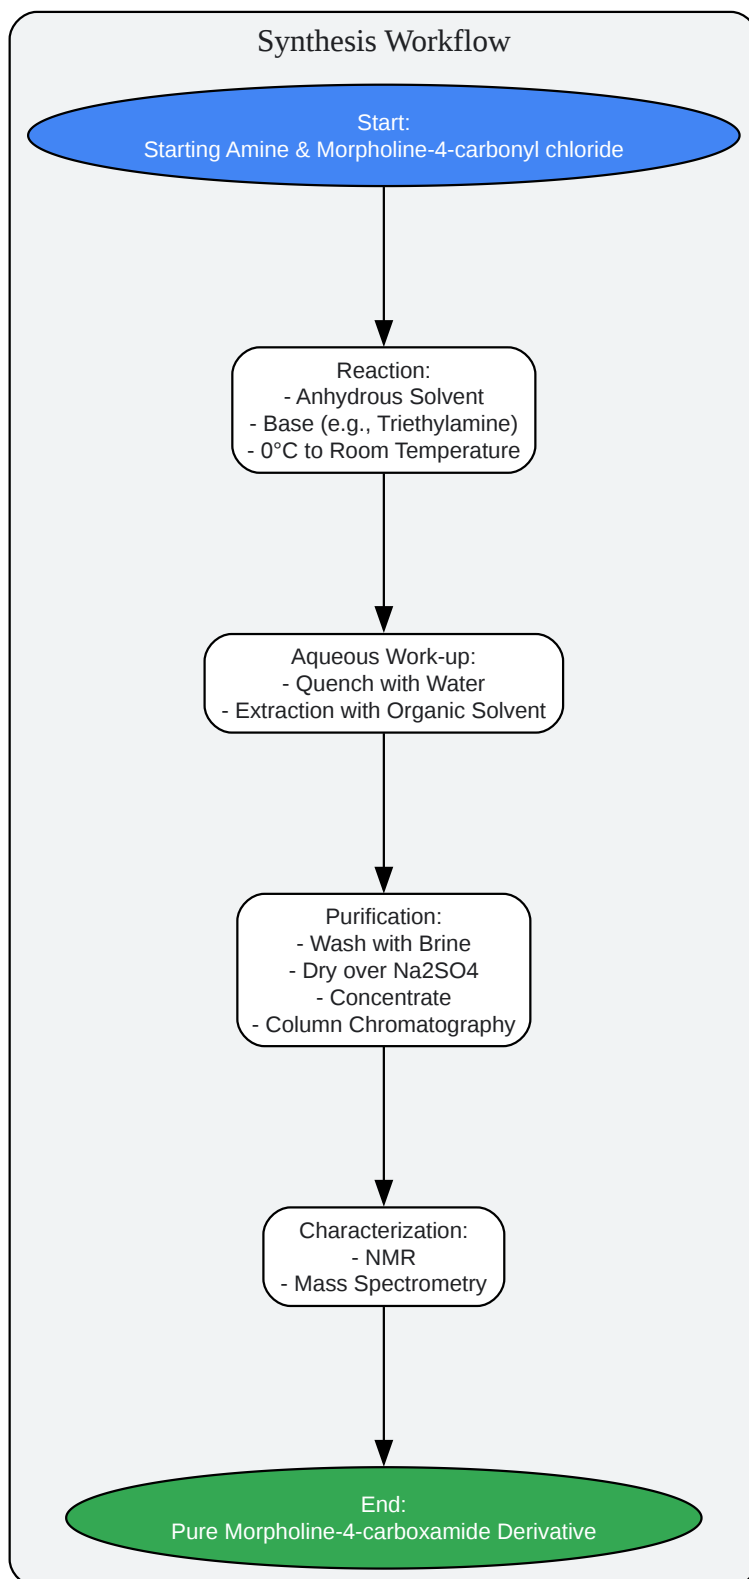 Synthesis Workflow
Start:
Starting Amine & Morpholine-4-carbonyl chloride
Reaction:
- Anhydrous Solvent
- Base (e.g., Triethylamine)
- 0°C to Room Temperature
Aqueous Work-up:
- Quench with Water
- Extraction with Organic Solvent
Purification:
- Wash with Brine
- Dry over Na2SO4
- Concentrate
- Column Chromatography
Characterization:
- NMR
- Mass Spectrometry
End:
Pure Morpholine-4-carboxamide Derivative